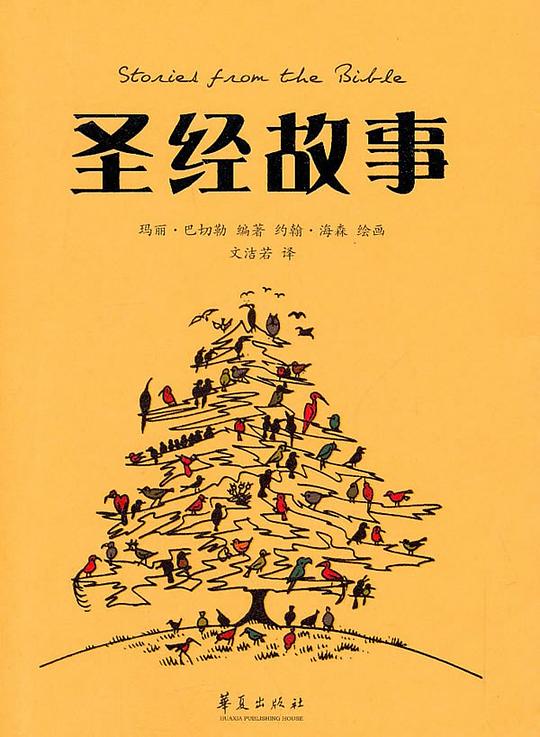 Stories from the Bible
圣经故事
玛丽·巴切勒 编著 约翰·海森 绘画
文洁若 译
华夏出版社
HUAXIA PUBLISHING HOUSE